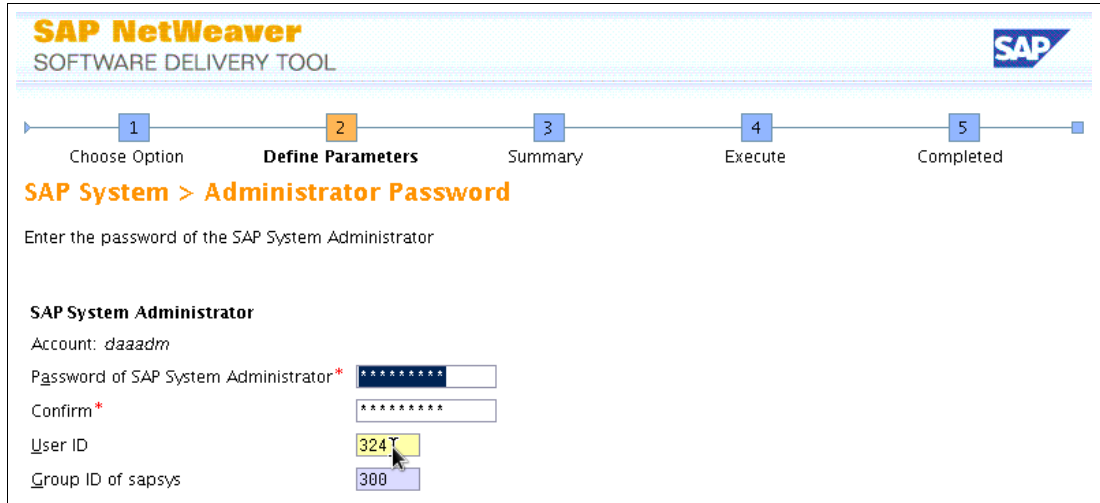 SAP NetWeaver
SOFTWARE DELIVERY TOOL
SAP
1 2 3 4 5
Choose Option Define Parameters Summary Execute Completed
SAP System > Administrator Password
Enter the password of the SAP System Administrator
SAP System Administrator
Account: daaadm
Password of SAP System Administrator* *********
Confirm* *********
User ID 324
Group ID of sapsys 300